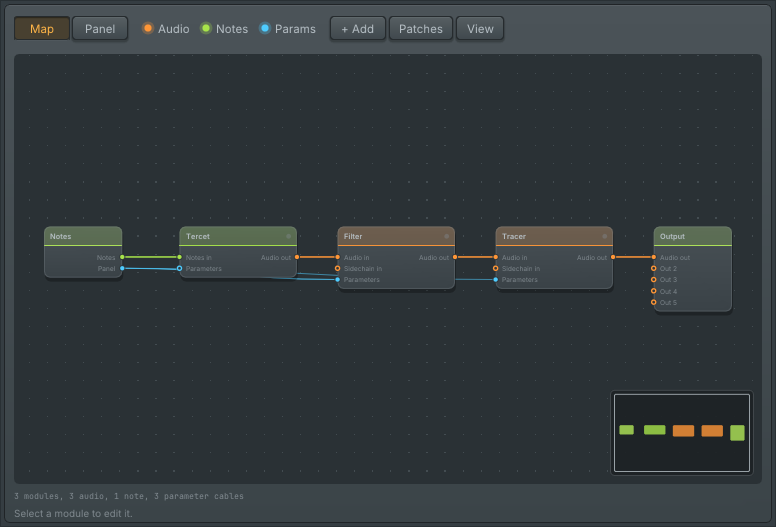 Map Panel Audio Notes Params + Add Patches View
Notes Tercet Filter Tracer Output
Notes Notes in Audio out Audio in Audio out Audio in Audio out Audio out
Panel Parameters Sidechain in Sidechain in Out 2
Parameters Parameters Out 3
Out 4
Out 5
3 modules, 3 audio, 1 note, 3 parameter cables
Select a module to edit it.